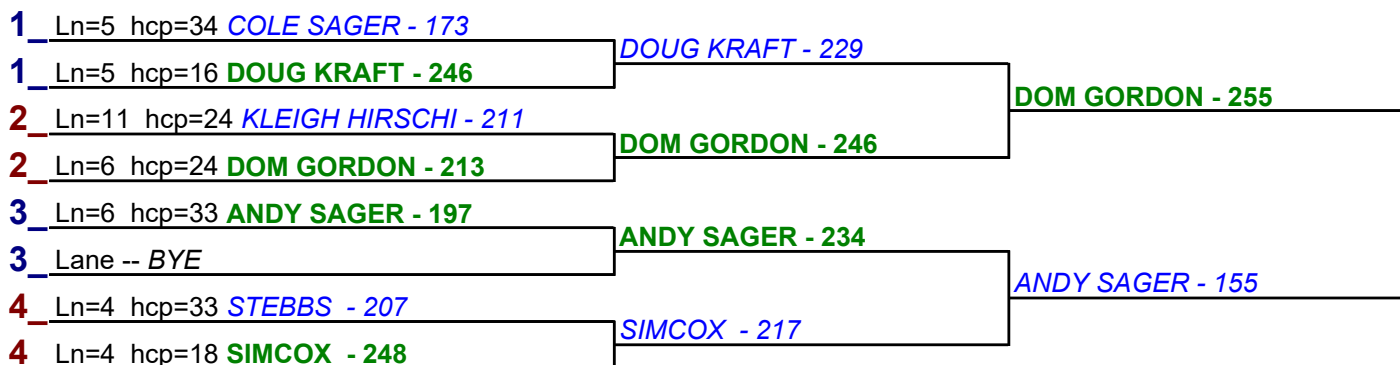 1_ Ln=5 hcp=34 COLE SAGER - 173
DOUG KRAFT - 229
1_ Ln=5 hcp=16 DOUG KRAFT - 246
DOM GORDON - 255
2_ Ln=11 hcp=24 KLEIGH HIRSCHI - 211
DOM GORDON - 246
2_ Ln=6 hcp=24 DOM GORDON - 213
3_ Ln=6 hcp=33 ANDY SAGER - 197
ANDY SAGER - 234
3_ Lane -- BYE
ANDY SAGER - 155
4_ Ln=4 hcp=33 STEBBS - 207
SIMCOX - 217
4 Ln=4 hcp=18 SIMCOX - 248